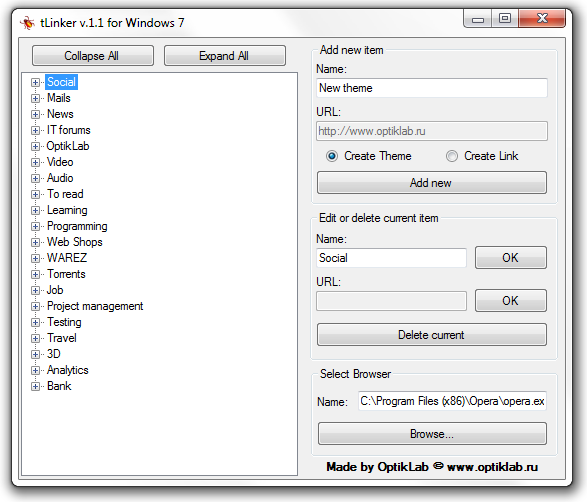 tLinker v.1.1 for Windows 7
Collapse All
Expand All
Social
Mails
News
IT forums
OptikLab
Video
Audio
To read
Learning
Programming
Web Shops
WAREZ
Torrents
Job
Project management
Testing
Travel
3D
Analytics
Bank
Add new item
Name:
New theme
URL:
http://www.optiklab.ru
Create Theme
Create Link
Add new
Edit or delete current item
Name:
Social
OK
URL:
OK
Delete current
Select Browser
Name:
C:\Program Files (x86)\Opera\opera.ex
Browse...
Made by OptikLab © www.optiklab.ru